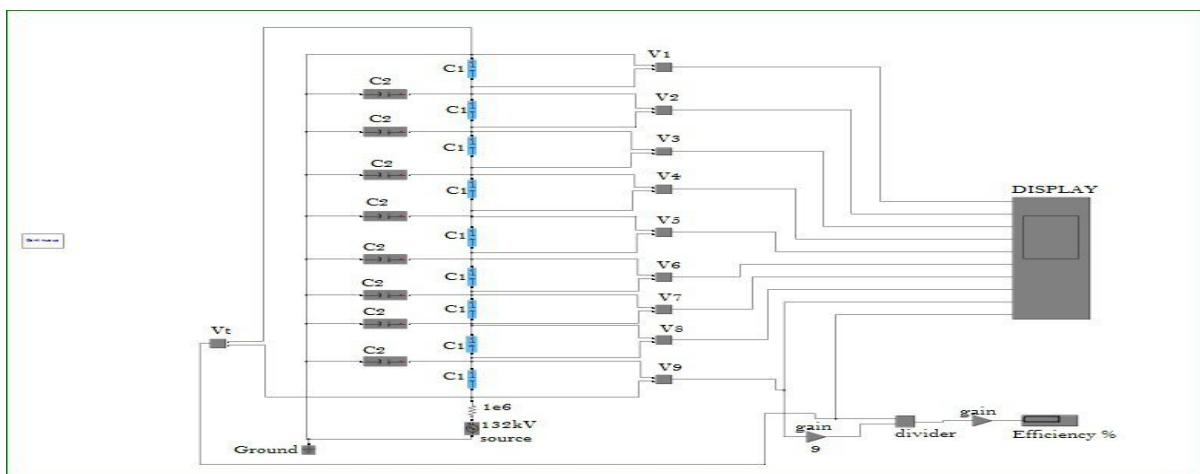 V1
C1
C2
V2
C1
C2
V3
C1
C2
V4
C1
DISPLAY
C2
V5
C1
C2
V6
C1
C2
V7
C1
C2
V8
Vt
C1
C2
V9
C1
1e6
132kV
source
gain
Ground
gain
9
divider
Efficiency %